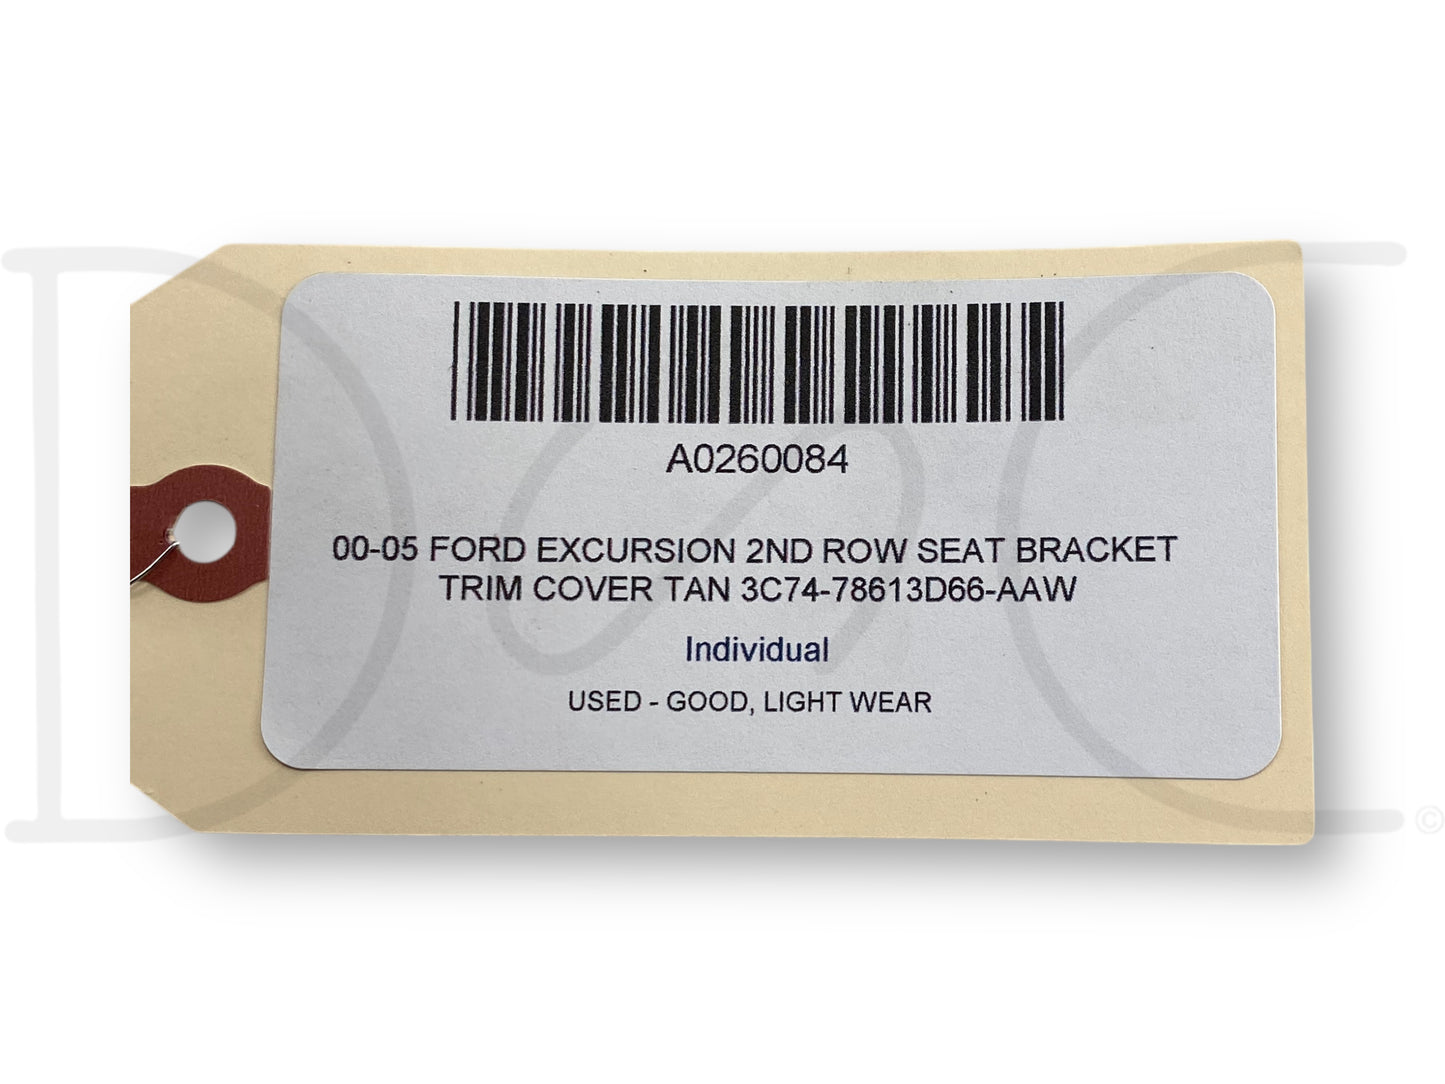 A0260084
00-05 FORD EXCURSION 2ND ROW SEAT BRACKET
TRIM COVER TAN 3C74-78613D66-AAW
Individual
USED - GOOD, LIGHT WEAR
©